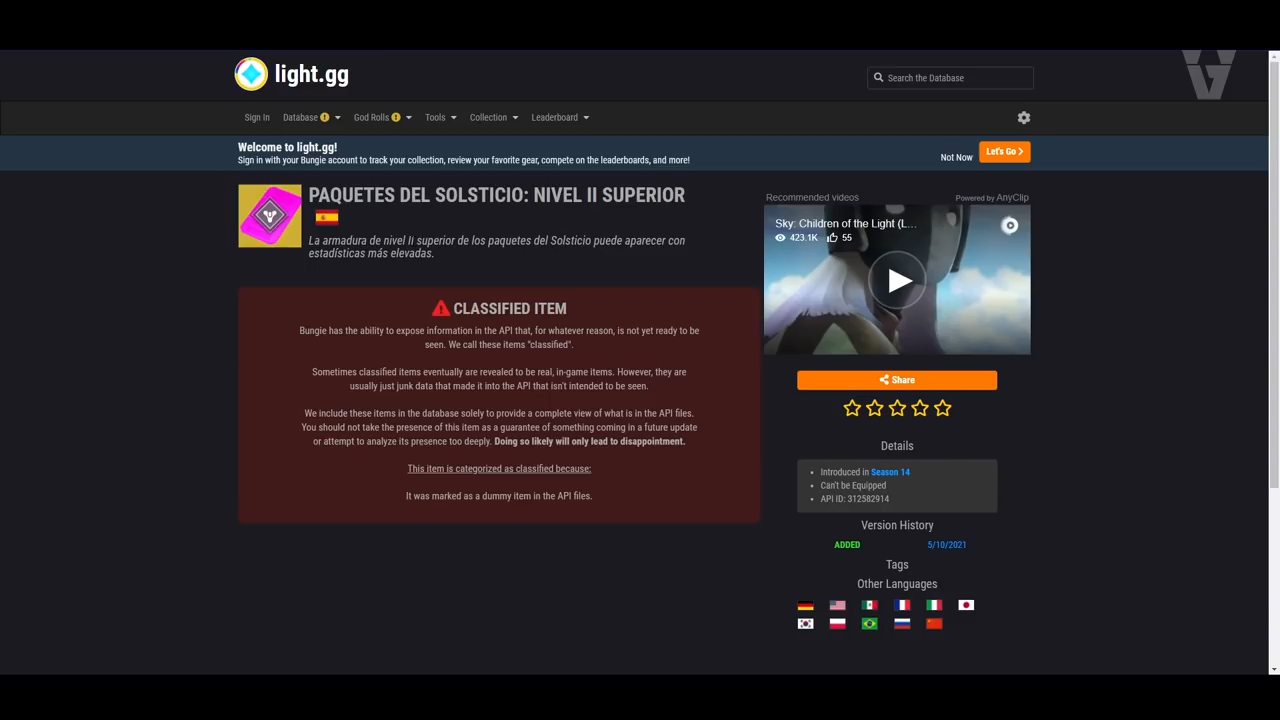 light.gg
Search the Database
Sign In
Database
God Rolls
Tools
Collection
Leaderboard
Welcome to light.gg!
Sign in with your Bungie account to track your collection, review your favorite gear, compete on the leaderboards, and more!
Not Now
Let's Go
PAQUETES DEL SOLSTICIO: NIVEL II SUPERIOR
La armadura de nivel II superior de los paquetes del Solsticio puede aparecer con
estadísticas más elevadas.
CLASSIFIED ITEM
Bungie has the ability to expose information in the API that, for whatever reason, is not yet ready to be
seen. We call these items "classified".
Sometimes classified items eventually are revealed to be real, in-game items. However, they are
usually just junk data that made it into the API that isn't intended to be seen.
We include these items in the database solely to provide a complete view of what is in the API files.
You should not take the presence of this item as a guarantee of something coming in a future update
or attempt to analyze its presence too deeply. Doing so likely will only lead to disappointment.
This item is categorized as classified because:
It was marked as a dummy item in the API files.
Recommended videos
Powered by AnyClip
Sky: Children of the Light (L...
423.1K 55
Share
Details
Introduced in Season 14
Can't be Equipped
API ID: 312582914
Version History
ADDED 5/10/2021
Tags
Other Languages